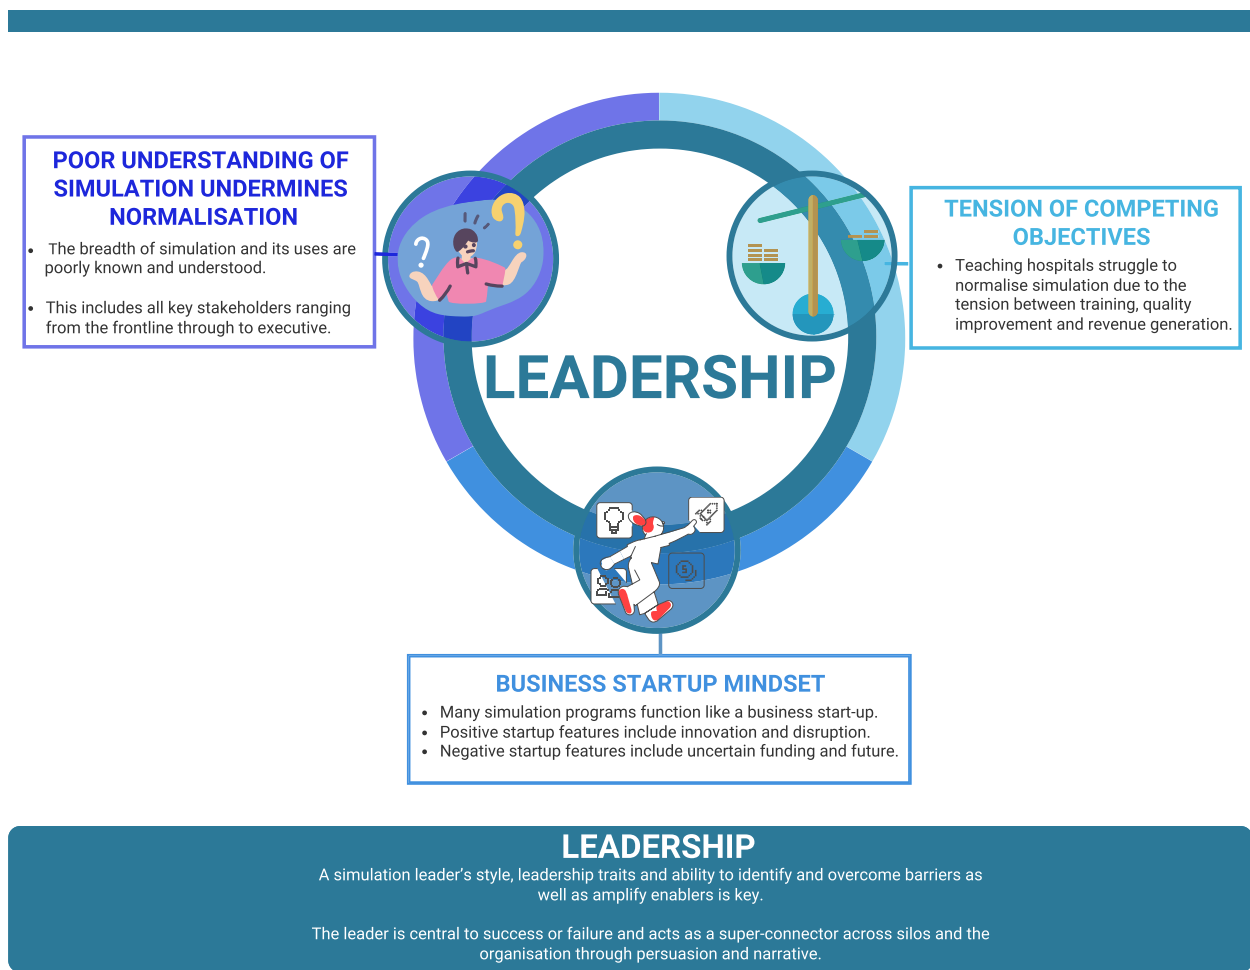 POOR UNDERSTANDING OF
SIMULATION UNDERMINES
NORMALISATION
• The breadth of simulation and its uses are
poorly known and understood.
• This includes all key stakeholders ranging
from the frontline through to executive.
TENSION OF COMPETING
OBJECTIVES
• Teaching hospitals struggle to
normalise simulation due to the
tension between training, quality
improvement and revenue generation.
? ?
LEADERSHIP
$
BUSINESS STARTUP MINDSET
• Many simulation programs function like a business start-up.
• Positive startup features include innovation and disruption.
• Negative startup features include uncertain funding and future.
LEADERSHIP
A simulation leader’s style, leadership traits and ability to identify and overcome barriers as
well as amplify enablers is key.
The leader is central to success or failure and acts as a super-connector across silos and the
organisation through persuasion and narrative.